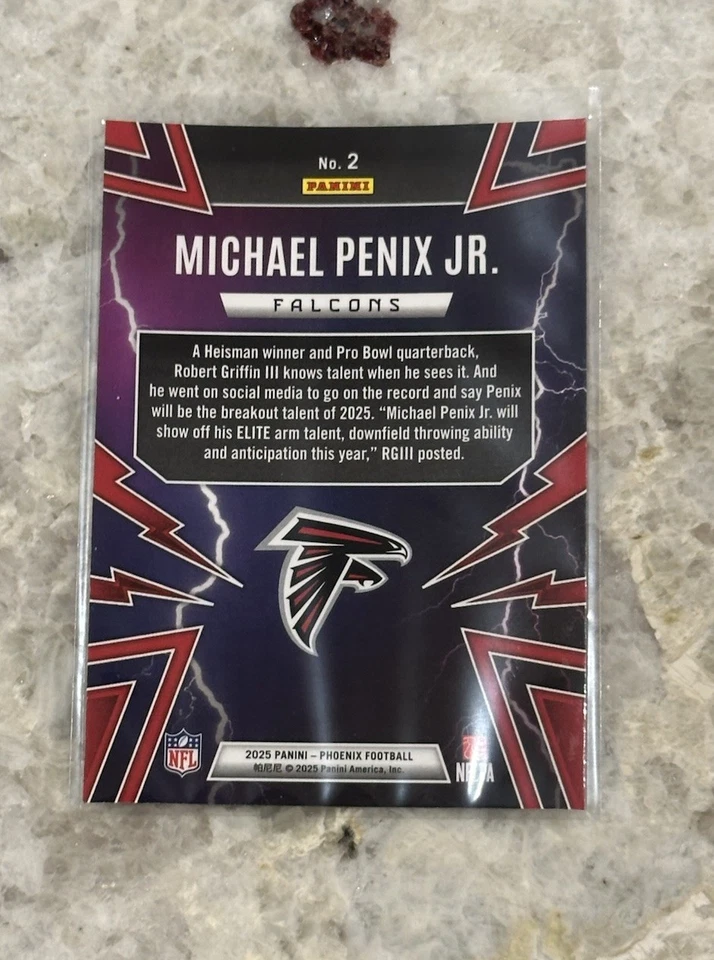 No. 2
PANINI
MICHAEL PENIX JR.
FALCONS
A Heisman winner and Pro Bowl quarterback,
Robert Griffin III knows talent when he sees it. And
he went on social media to go on the record and say Penix
will be the breakout talent of 2025. “Michael Penix Jr. will
show off his ELITE arm talent, downfield throwing ability
and anticipation this year,” RGIII posted.
NFL
2025 PANINI – PHOENIX FOOTBALL
帕尼尼 © 2025 Panini America, Inc.